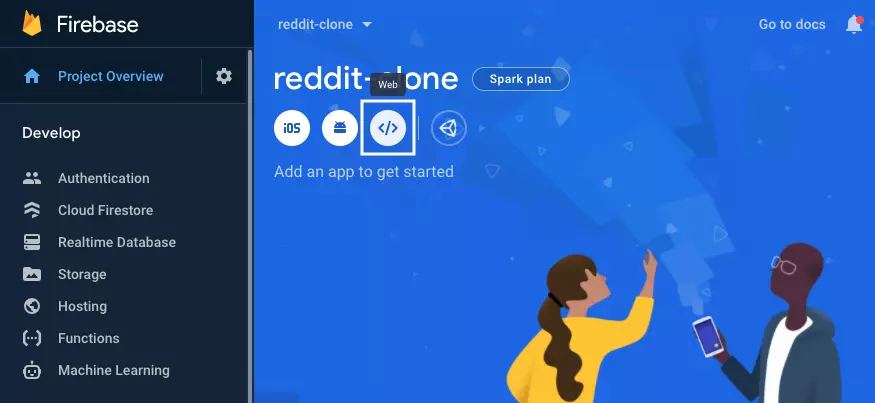 Firebase
Project Overview
Develop
Authentication
Cloud Firestore
Realtime Database
Storage
Hosting
Functions
Machine Learning
reddit-clone
Go to docs
reddit-clone
Spark plan
Web
iOS
</>
Add an app to get started